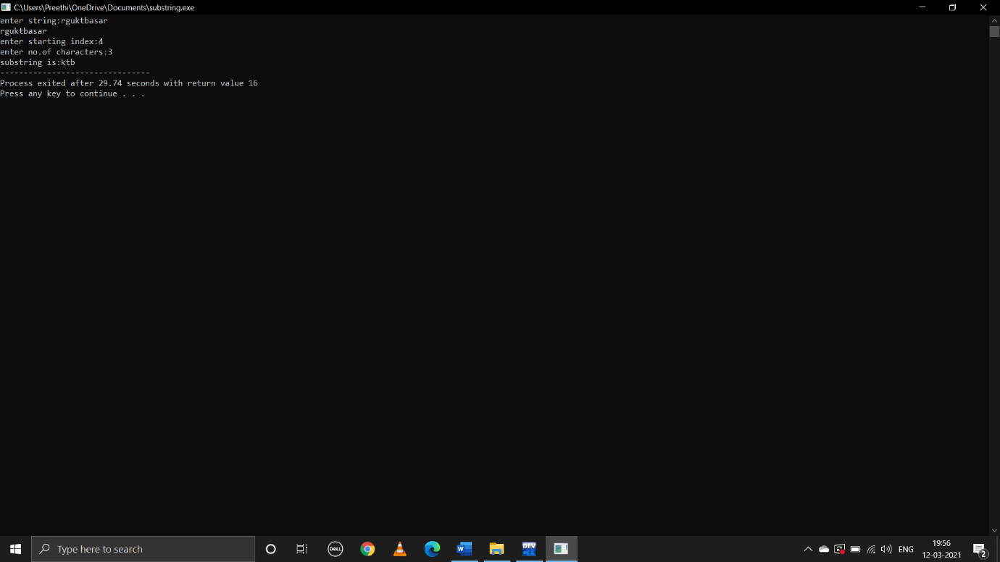 C:\Users\Preethi\OneDrive\Documents\substring.exe
enter string:rguktbasar
rguktbasar
enter starting index:4
enter no.of characters:3
substring is:ktb
--------------------------------
Process exited after 29.74 seconds with return value 16
Press any key to continue . . .
Type here to search
DELL
W
DEV
C++
ENG
19:56
12-03-2021
2